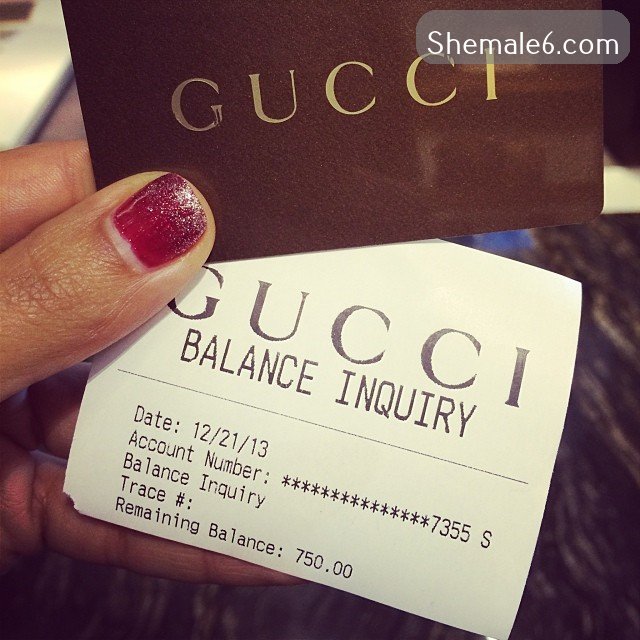 Shemale6.com
GUCCI
GUCCI
BALANCE INQUIRY
Date: 12/21/13
Account Number: ***************7355 S
Balance Inquiry
Trace #:
Remaining Balance: 750.00